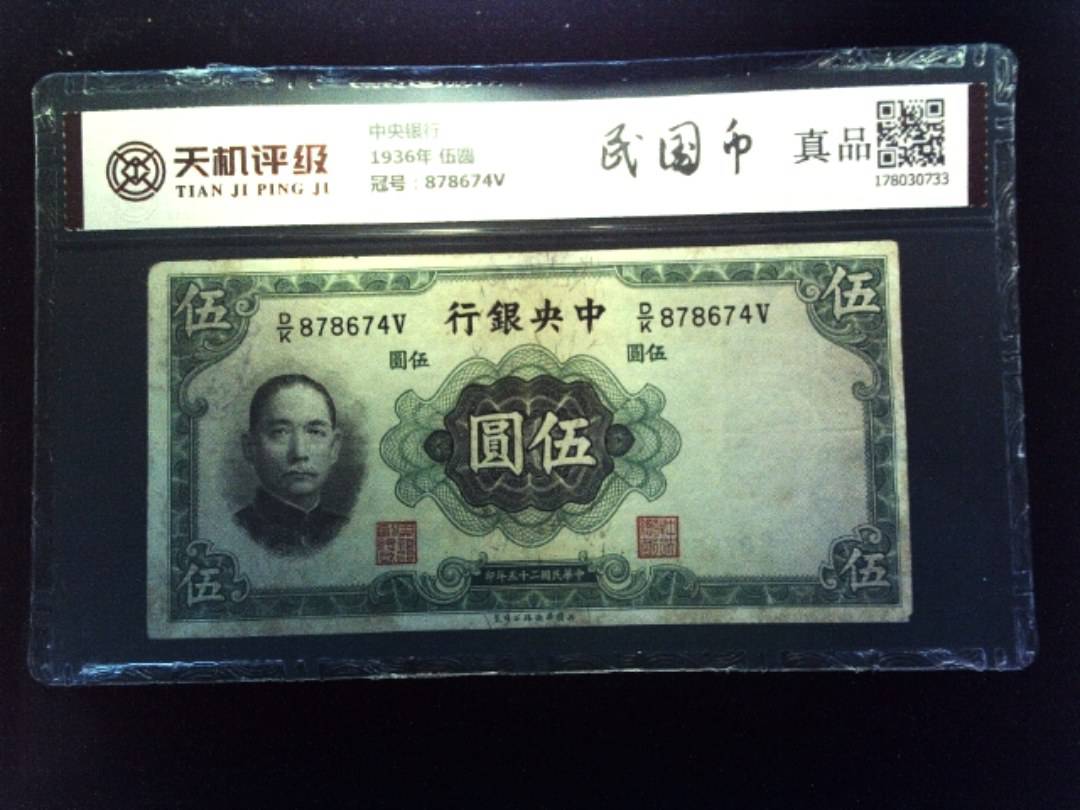 天机评级
TIAN JI PING JI
中央银行
1936年 伍圆
冠号：878674V
民国币
真品
178030733
伍
伍
D/K 878674V
行銀央中
D/K 878674V
圓伍
圓伍
圓伍
伍
伍
印年五十二國民華中